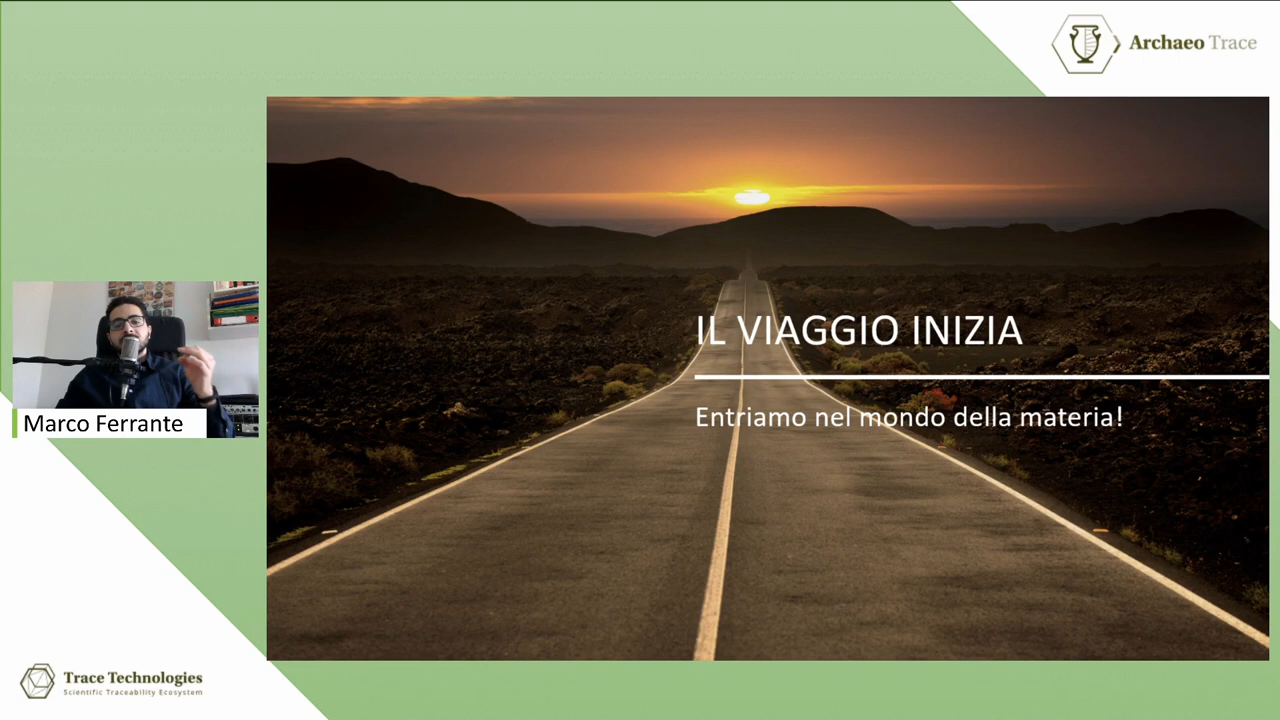 Archaeo Trace
IL VIAGGIO INIZIA
Entriamo nel mondo della materia!
Marco Ferrante
Trace Technologies
Scientific Traceability Ecosystem